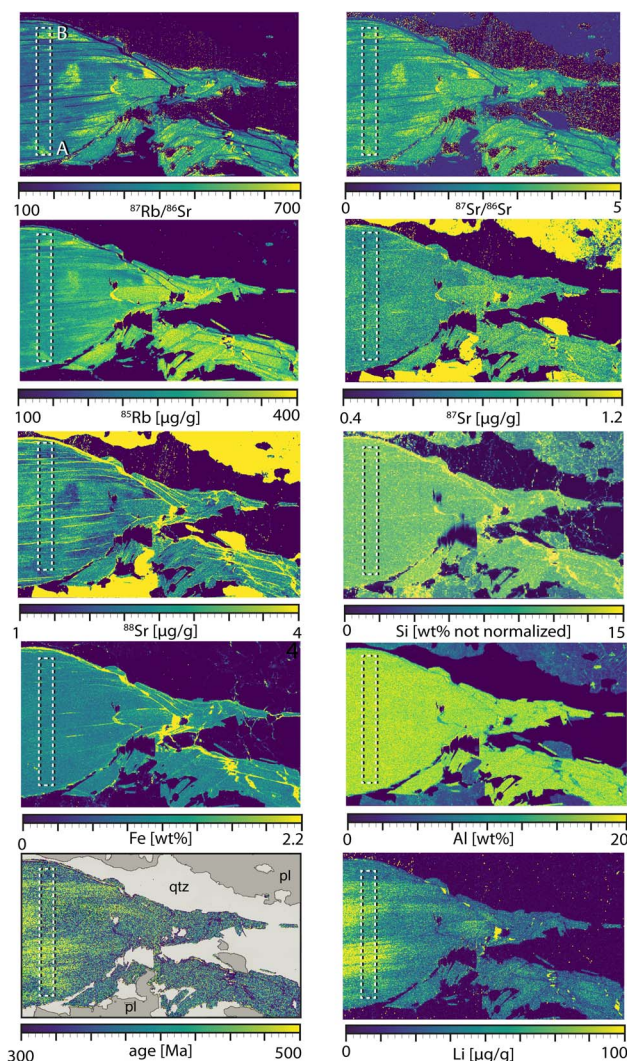 B
A
100 ⁸⁷Rb/⁸⁶Sr 700
0 ⁸⁷Sr/⁸⁶Sr 5
100 ⁸⁵Rb [µg/g] 400
0.4 ⁸⁷Sr [µg/g] 1.2
1 ⁸⁸Sr [µg/g] 4
0 Si [wt% not normalized] 15
4
0 Fe [wt%] 2.2
0 Al [wt%] 20
pl
qtz
pl
300 age [Ma] 500
0 Li [µg/g] 100